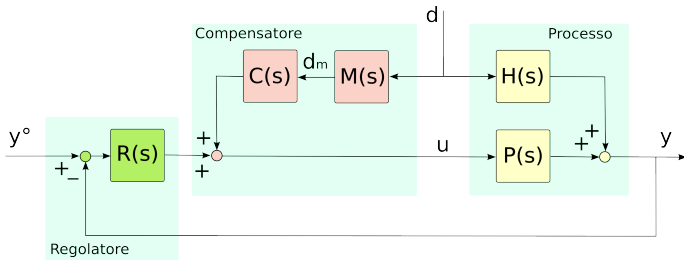 d
Compensatore
Processo
C(s)
dm
M(s)
H(s)
y°
R(s)
+
+
+
−
u
P(s)
+
+
y
Regolatore